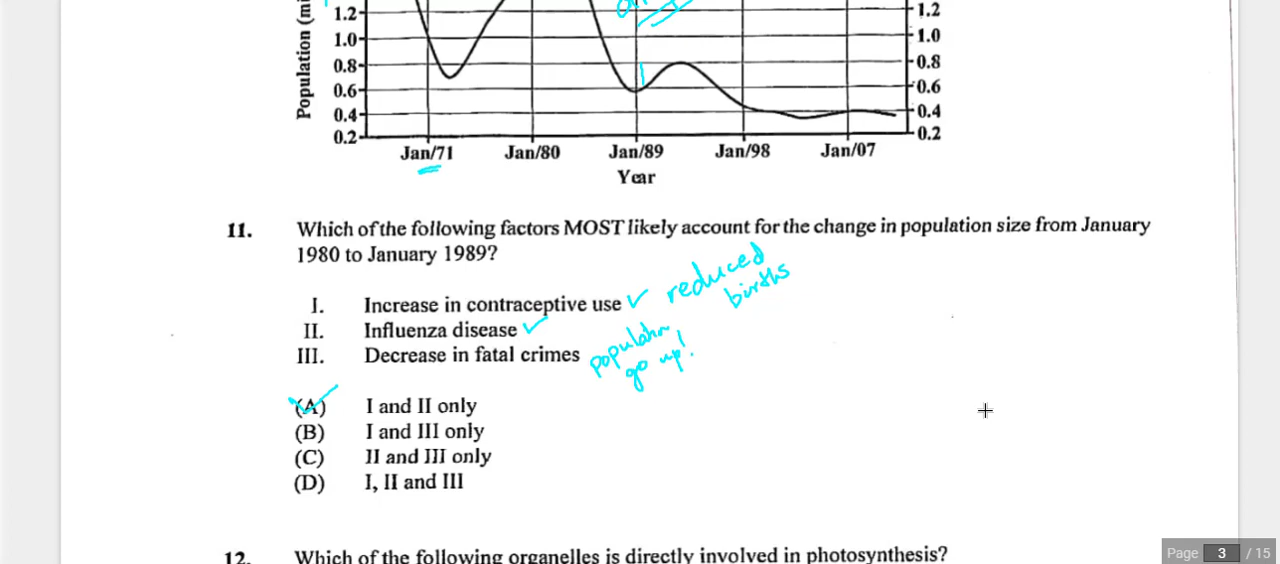 Population (mi
1.2
1.0
0.8
0.6
0.4
0.2
1.2
1.0
0.8
0.6
0.4
0.2
Jan/71 Jan/80 Jan/89 Jan/98 Jan/07
Year
11. Which of the following factors MOST likely account for the change in population size from January
1980 to January 1989?
I. Increase in contraceptive use ✓ reduced
births
II. Influenza disease ✓
III. Decrease in fatal crimes
go up!
(A) I and II only
(B) I and III only
(C) II and III only
(D) I, II and III
12. Which of the following organelles is directly involved in photosynthesis?
Page 3 / 15